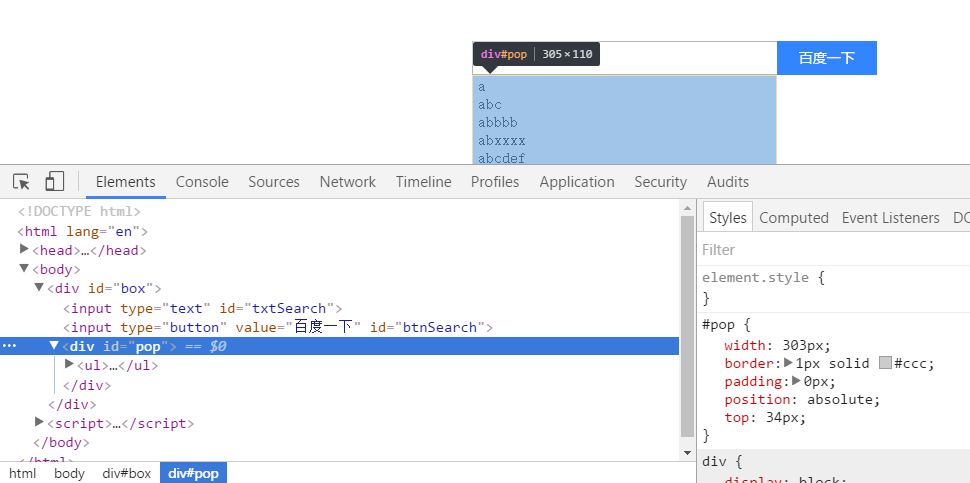 div#pop 305×110
百度一下
a
abc
abbbb
abxxxx
abcdef
Elements Console Sources Network Timeline Profiles Application Security Audits
<!DOCTYPE html>
<html lang="en">
<head>…</head>
<body>
<div id="box">
<input type="text" id="txtSearch">
<input type="button" value="百度一下" id="btnSearch">
<div id="pop"> == $0
<ul>…</ul>
</div>
</div>
<script>…</script>
</body>
</html>
html body div#box div#pop
Styles Computed Event Listeners DO
Filter
element.style {
}
#pop {
width: 303px;
border: 1px solid #ccc;
padding: 0px;
position: absolute;
top: 34px;
}
div {
display: block;